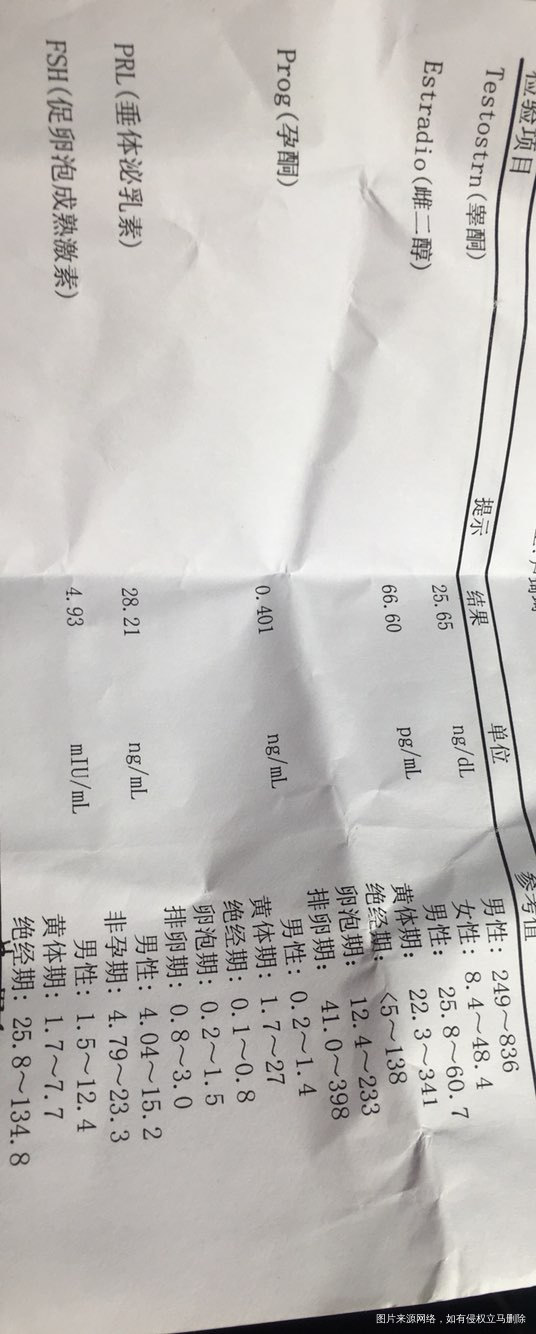 检验项目 提示 结果 单位 参考值
Testostrn(睾酮) 25.65 ng/dL 男性: 249~836
女性: 8.4~48.4
Estradio(雌二醇) 66.60 pg/mL 男性: 25.8~60.7
黄体期: 22.3~341
绝经期: <5~138
卵泡期: 12.4~233
排卵期: 41.0~398
Prog(孕酮) 0.401 ng/mL 男性: 0.2~1.4
黄体期: 1.7~27
绝经期: 0.1~0.8
卵泡期: 0.2~1.5
排卵期: 0.8~3.0
PRL(垂体泌乳素) 28.21 ng/mL 男性: 4.04~15.2
非孕期: 4.79~23.3
FSH(促卵泡成熟激素) 4.93 mIU/mL 男性: 1.5~12.4
黄体期: 1.7~7.7
绝经期: 25.8~134.8
图片来源网络，如有侵权立马删除